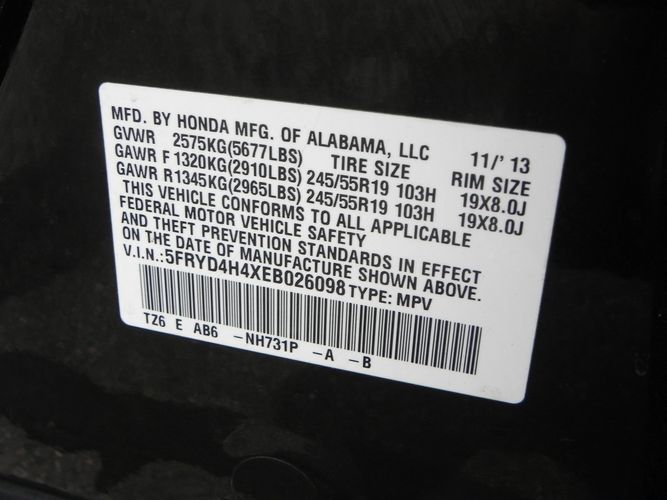 MFD. BY HONDA MFG. OF ALABAMA, LLC 11/'13
GVWR 2575KG(5677LBS) TIRE SIZE RIM SIZE
GAWR F 1320KG(2910LBS) 245/55R19 103H 19X8.0J
GAWR R1345KG(2965LBS) 245/55R19 103H 19X8.0J
THIS VEHICLE CONFORMS TO ALL APPLICABLE
FEDERAL MOTOR VEHICLE SAFETY
AND THEFT PREVENTION STANDARDS IN EFFECT
ON THE DATE OF MANUFACTURE SHOWN ABOVE.
V.I.N.:5FRYD4H4XEB026098 TYPE: MPV
TZ6 E AB6 -NH731P -A -B